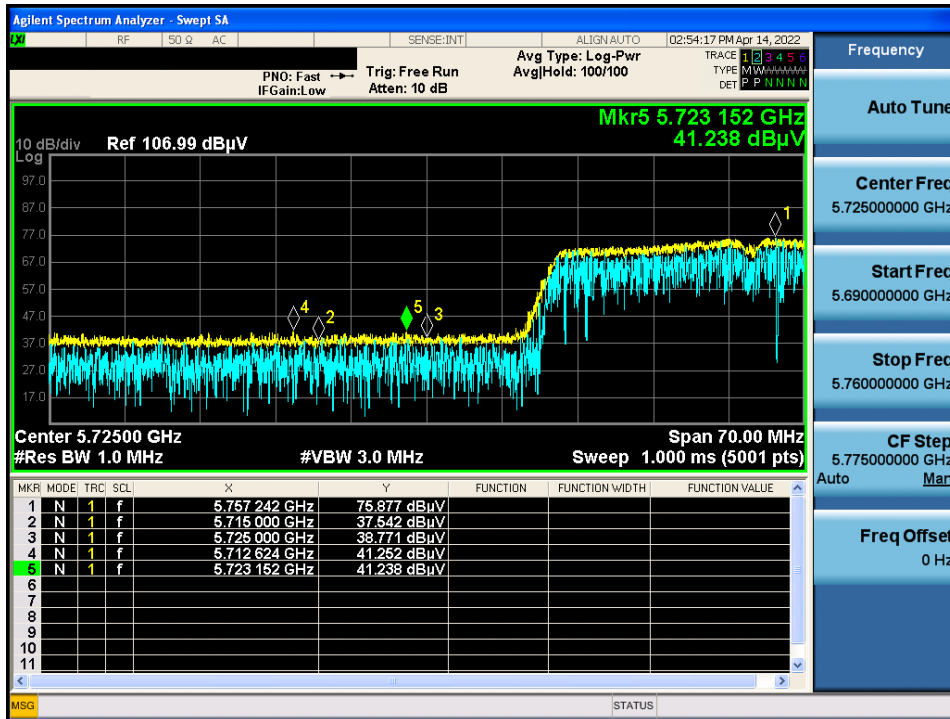 Agilent Spectrum Analyzer - Swept SA
LXI RF 50 Ω AC SENSE:INT ALIGN AUTO 02:54:17 PM Apr 14, 2022
PNO: Fast IFGain:Low Trig: Free Run Atten: 10 dB Avg Type: Log-Pwr Avg|Hold: 100/100
TRACE 1 2 3 4 5 6
TYPE M W W W W W
DET P P N N N N
Mkr5 5.723 152 GHz
41.238 dBµV
10 dB/div Ref 106.99 dBµV
Log
97.0
87.0
77.0
67.0
57.0
47.0
37.0
27.0
17.0
1
4
2
5
3
Center 5.72500 GHz Span 70.00 MHz
#Res BW 1.0 MHz #VBW 3.0 MHz Sweep 1.000 ms (5001 pts)
MKR MODE TRC SCL X Y FUNCTION FUNCTION WIDTH FUNCTION VALUE
1 N 1 f 5.757 242 GHz 75.877 dBµV
2 N 1 f 5.715 000 GHz 37.542 dBµV
3 N 1 f 5.725 000 GHz 38.771 dBµV
4 N 1 f 5.712 624 GHz 41.252 dBµV
5 N 1 f 5.723 152 GHz 41.238 dBµV
6
7
8
9
10
11
MSG STATUS
Frequency
Auto Tune
Center Freq
5.725000000 GHz
Start Freq
5.690000000 GHz
Stop Freq
5.760000000 GHz
CF Step
5.775000000 GHz
Auto Man
Freq Offset
0 Hz